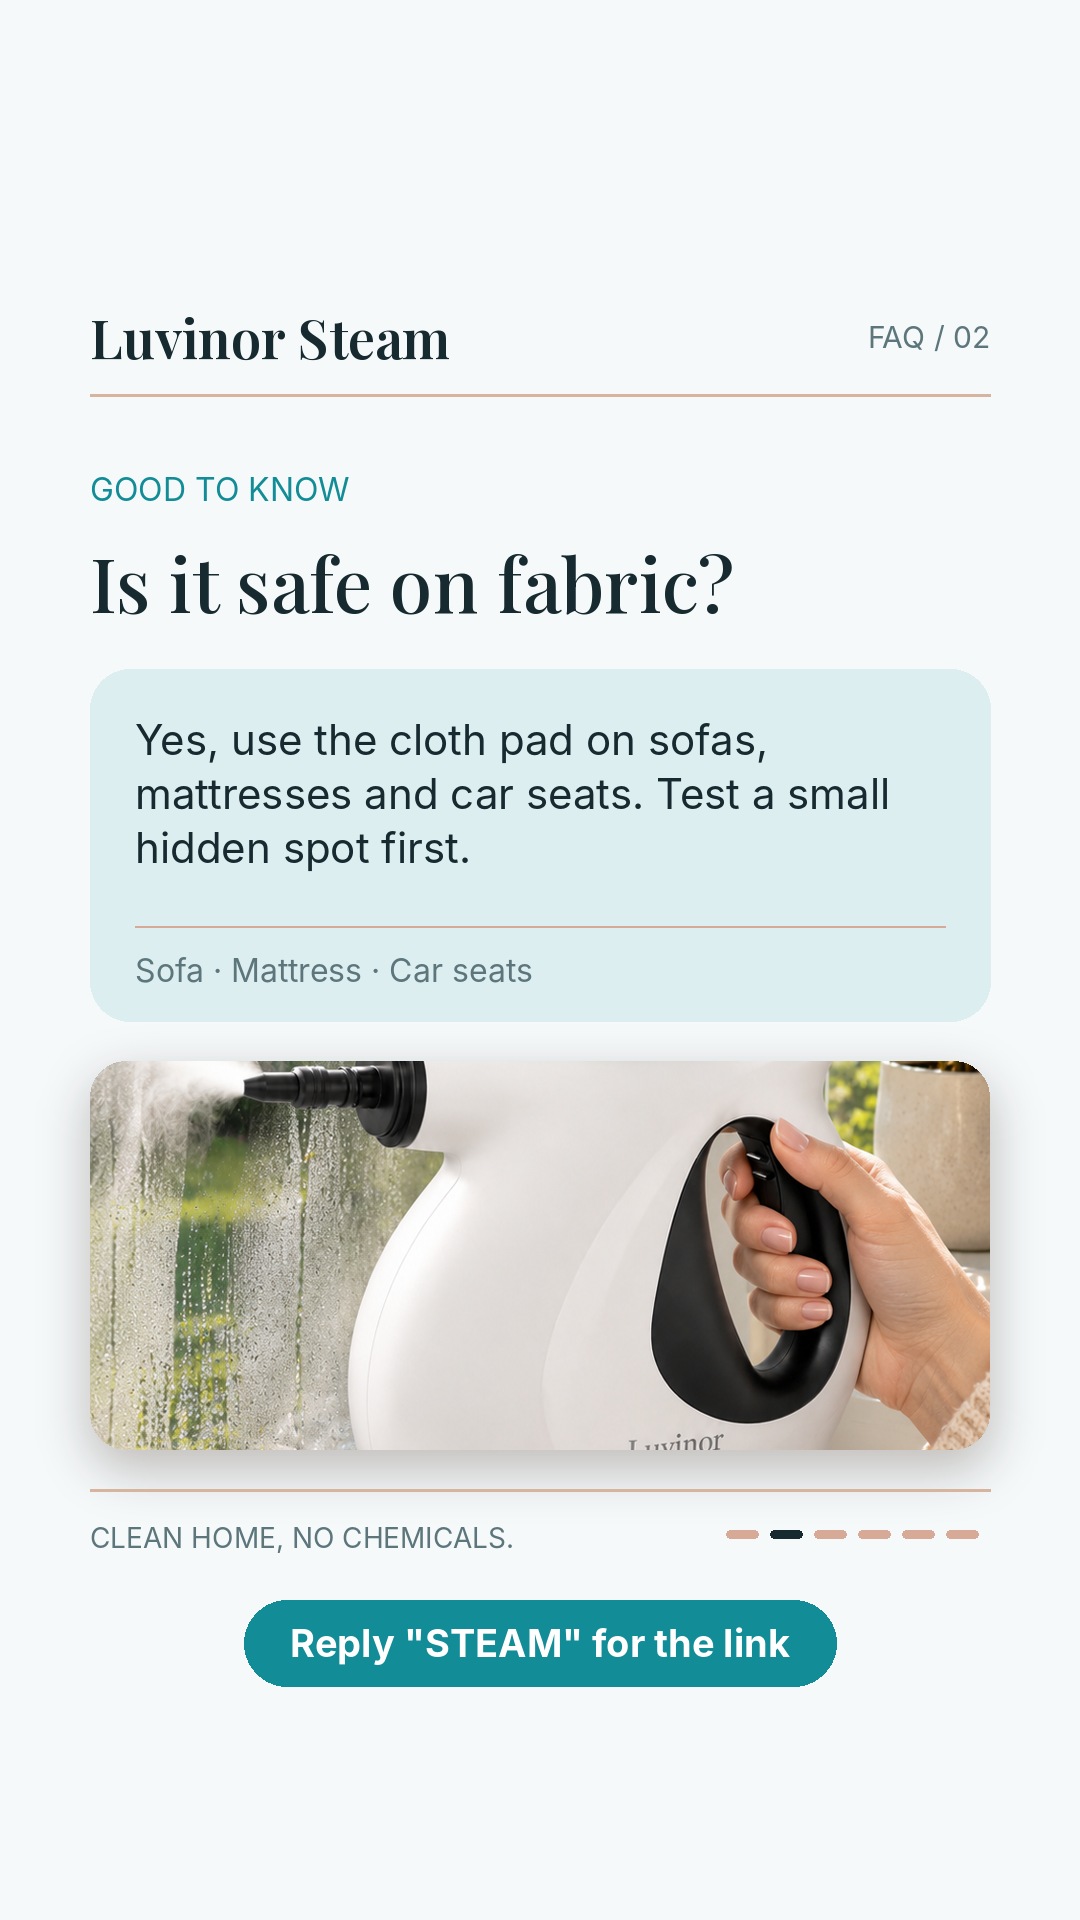 Luvinor Steam
FAQ / 02
GOOD TO KNOW
Is it safe on fabric?
Yes, use the cloth pad on sofas,
mattresses and car seats. Test a small
hidden spot first.
Sofa · Mattress · Car seats
Luvinor
CLEAN HOME, NO CHEMICALS.
Reply "STEAM" for the link